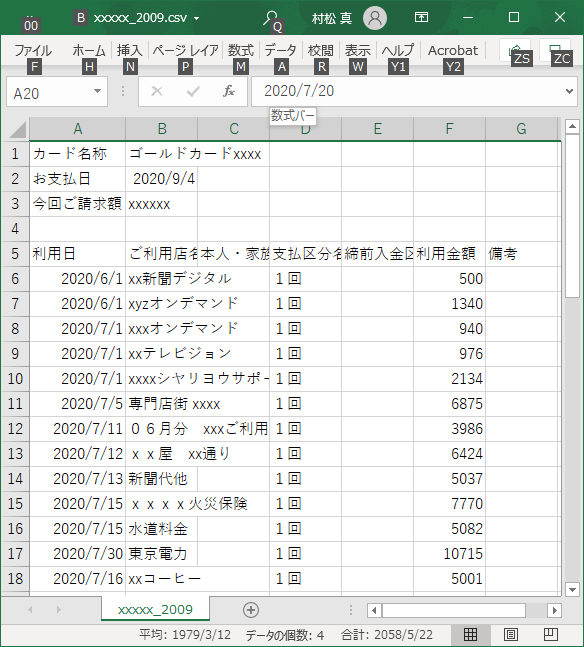 00 B xxxxx_2009.csv Q 村松 真
ファイル ホーム 挿入 ページ レイア 数式 データ 校閲 表示 ヘルプ Acrobat
F H N P M A R W Y1 Y2 ZS ZC
A20 fx 2020/7/20
数式バー
A B C D E F G
1 カード名称 ゴールドカードxxxx
2 お支払日 2020/9/4
3 今回ご請求額 xxxxxx
4
5 利用日 ご利用店名 本人・家族 支払区分名 締前入金区 利用金額 備考
6 2020/6/1 xx新聞デジタル 1回 500
7 2020/6/1 xyzオンデマンド 1回 1340
8 2020/7/1 xxxオンデマンド 1回 940
9 2020/7/1 xxテレビジョン 1回 976
10 2020/7/1 xxxxシヤリヨウサポー 1回 2134
11 2020/7/5 専門店街 xxxx 1回 6875
12 2020/7/11 ０６月分　xxxご利用 1回 3986
13 2020/7/12 ｘｘ屋　xx通り 1回 6424
14 2020/7/13 新聞代他 1回 5037
15 2020/7/15 ｘｘｘｘ火災保険 1回 7770
16 2020/7/15 水道料金 1回 5082
17 2020/7/30 東京電力 1回 10715
18 2020/7/16 xxコーヒー 1回 5001
xxxxx_2009
平均: 1979/3/12 データの個数: 4 合計: 2058/5/22